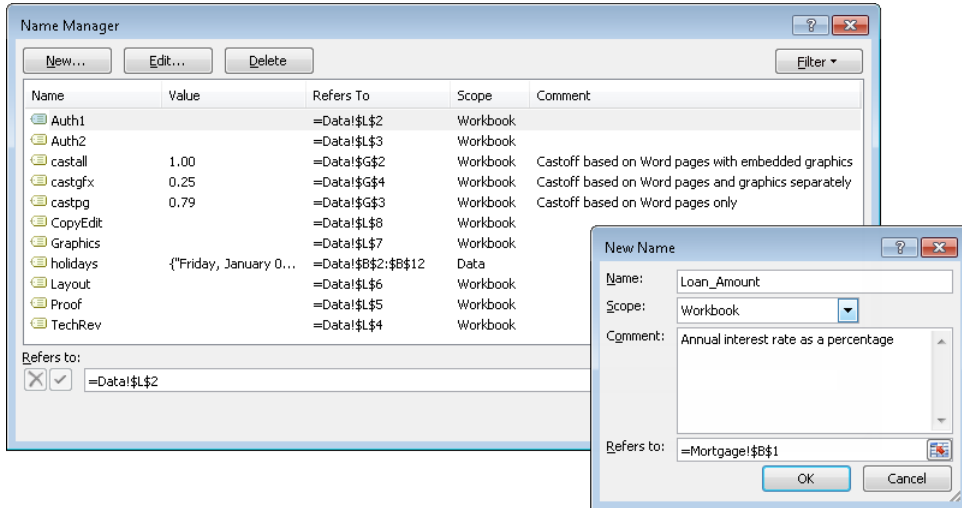 Name Manager
New... Edit... Delete Filter
Name Value Refers To Scope Comment
Auth1 =Data!$L$2 Workbook
Auth2 =Data!$L$3 Workbook
castall 1.00 =Data!$G$2 Workbook Castoff based on Word pages with embedded graphics
castgfx 0.25 =Data!$G$4 Workbook Castoff based on Word pages and graphics separately
castpg 0.79 =Data!$G$3 Workbook Castoff based on Word pages only
CopyEdit =Data!$L$8 Workbook
Graphics =Data!$L$7 Workbook
holidays {"Friday, January 0... =Data!$B$2:$B$12 Data
Layout =Data!$L$6 Workbook
Proof =Data!$L$5 Workbook
TechRev =Data!$L$4 Workbook
Refers to:
=Data!$L$2
New Name
Name: Loan_Amount
Scope: Workbook
Comment: Annual interest rate as a percentage
Refers to: =Mortgage!$B$1
OK Cancel